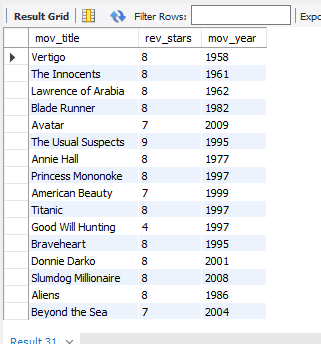 Result Grid Filter Rows: Expo
mov_title rev_stars mov_year
Vertigo 8 1958
The Innocents 8 1961
Lawrence of Arabia 8 1962
Blade Runner 8 1982
Avatar 7 2009
The Usual Suspects 9 1995
Annie Hall 8 1977
Princess Mononoke 8 1997
American Beauty 7 1999
Titanic 8 1997
Good Will Hunting 4 1997
Braveheart 8 1995
Donnie Darko 8 2001
Slumdog Millionaire 8 2008
Aliens 8 1986
Beyond the Sea 7 2004
Result 31